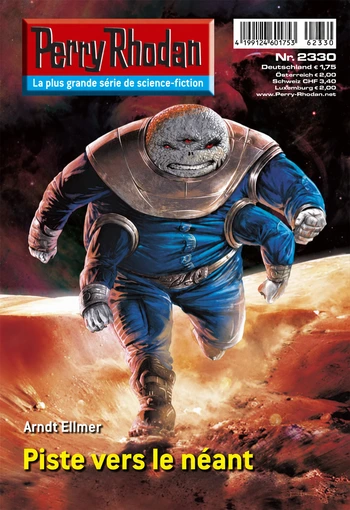 Perry Rhodan
La plus grande série de science-fiction
4 199124 601753
62330
Nr. 2330
Deutschland € 1,75
Österreich € 2,00
Schweiz CHF 3,40
Luxemburg € 2,00
www.Perry-Rhodan.net
Arndt Ellmer
Piste vers le néant